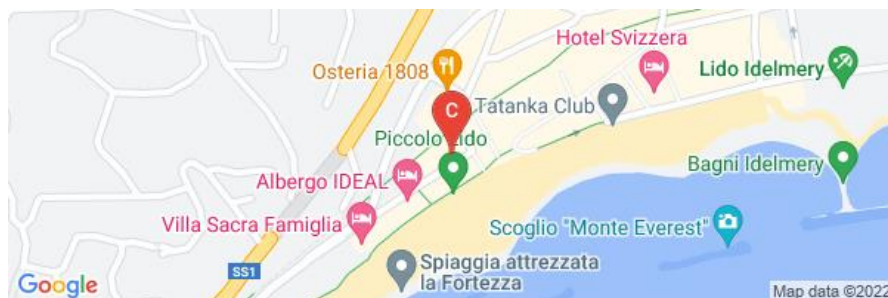 Hotel Svizzera
Osteria 1808
Lido Idelmery
C
Tatanka Club
Piccolo Lido
Bagni Idelmery
Albergo IDEAL
Villa Sacra Famiglia
Scoglio "Monte Everest"
Spiaggia attrezzata
la Fortezza
SS1
Google
Map data ©2022